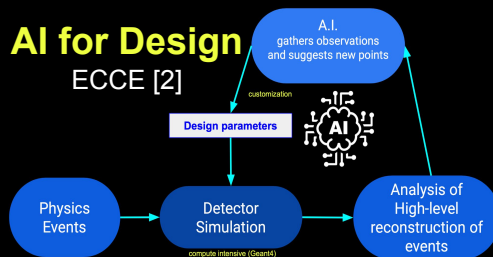 AI for Design
ECCE [2]
A.I.
gathers observations
and suggests new points
customization
Design parameters
AI
Physics
Events
Detector
Simulation
compute intensive (Geant4)
Analysis of
High-level
reconstruction of
events